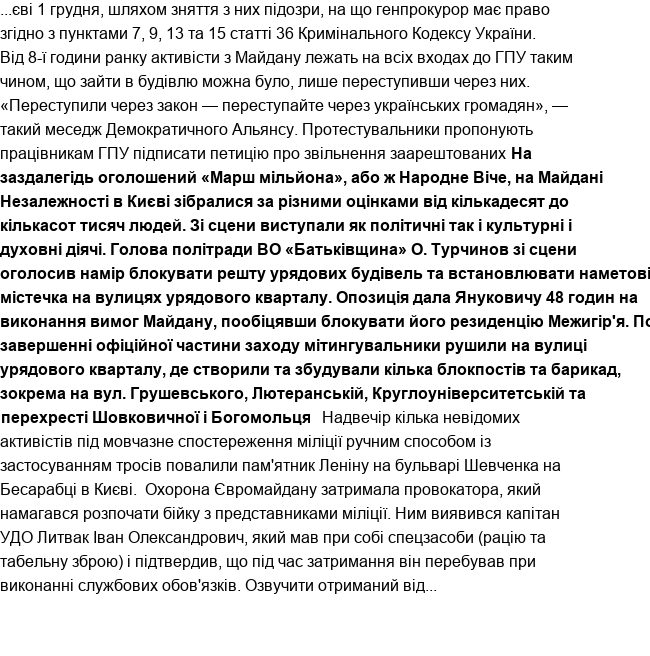 ...єві 1 грудня, шляхом зняття з них підозри, на що генпрокурор має право
згідно з пунктами 7, 9, 13 та 15 статті 36 Кримінального Кодексу України.
Від 8-ї години ранку активісти з Майдану лежать на всіх входах до ГПУ таким
чином, що зайти в будівлю можна було, лише переступивши через них.
«Переступили через закон — переступайте через українських громадян», —
такий меседж Демократичного Альянсу. Протестувальники пропонують
працівникам ГПУ підписати петицію про звільнення заарештованих На
заздалегідь оголошений «Марш мільйона», або ж Народне Віче, на Майдані
Незалежності в Києві зібралися за різними оцінками від кількадесят до
кількасот тисяч людей. Зі сцени виступали як політичні так і культурні і
духовні діячі. Голова політради ВО «Батьківщина» О. Турчинов зі сцени
оголосив намір блокувати решту урядових будівель та встановлювати наметові
містечка на вулицях урядового кварталу. Опозиція дала Януковичу 48 годин на
виконання вимог Майдану, пообіцявши блокувати його резиденцію Межигір'я. По
завершенні офіційної частини заходу мітингувальники рушили на вулиці
урядового кварталу, де створили та збудували кілька блокпостів та барикад,
зокрема на вул. Грушевського, Лютеранській, Круглоуніверситетській та
перехресті Шовковичної і Богомольця Надвечір кілька невідомих
активістів під мовчазне спостереження міліції ручним способом із
застосуванням тросів повалили пам'ятник Леніну на бульварі Шевченка на
Бесарабці в Києві. Охорона Євромайдану затримала провокатора, який
намагався розпочати бійку з представниками міліції. Ним виявився капітан
УДО Литвак Іван Олександрович, який мав при собі спецзасоби (рацію та
табельну зброю) і підтвердив, що під час затримання він перебував при
виконанні службових обов'язків. Озвучити отриманий від...